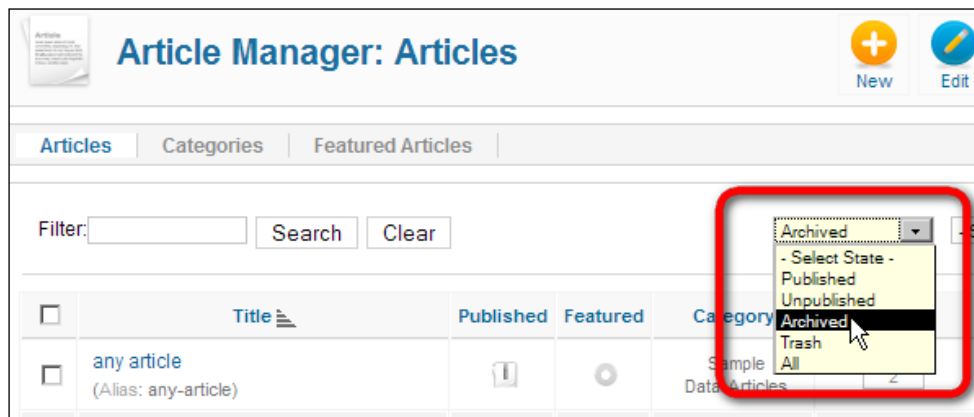 Article Manager: Articles
New
Edit
Articles
Categories
Featured Articles
Filter:
Search
Clear
Archived
- Select State -
Published
Unpublished
Archived
Trash
All
Title
Published
Featured
Category
any article
(Alias: any-article)
Sample
Data-Articles
2